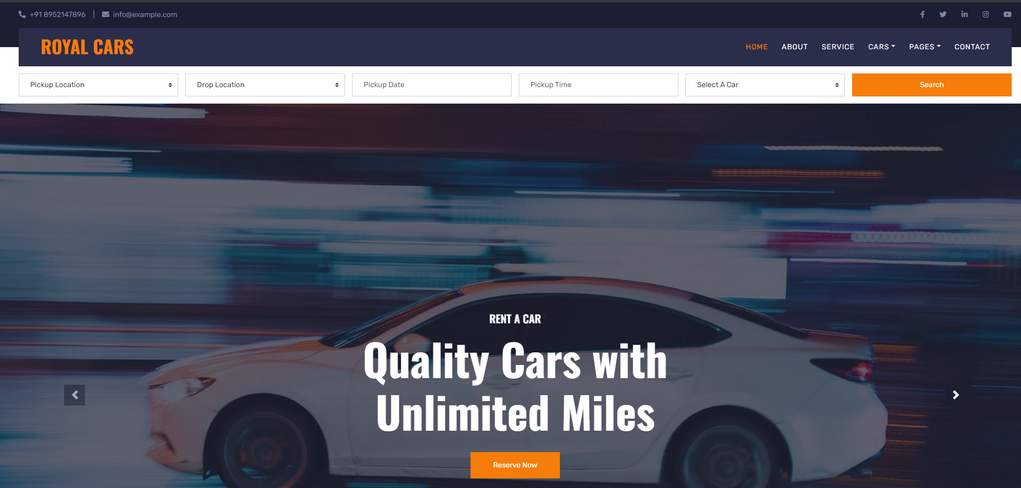 +91 8952147896 | info@example.com
ROYAL CARS
HOME ABOUT SERVICE CARS PAGES CONTACT
Pickup Location Drop Location Pickup Date Pickup Time Select A Car Search
RENT A CAR
Quality Cars with
Unlimited Miles
Reserve Now